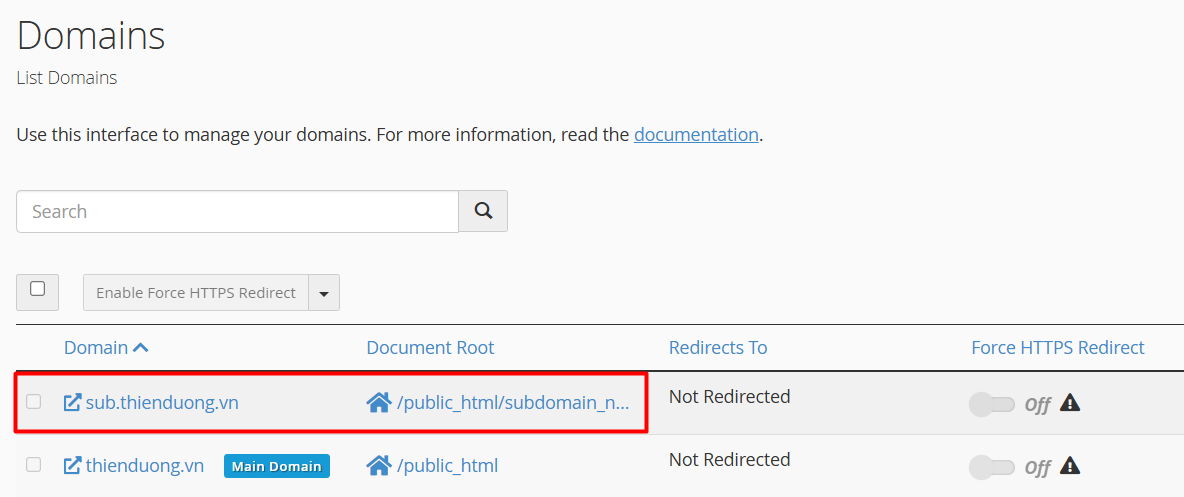 Domains
List Domains
Use this interface to manage your domains. For more information, read the documentation.
Search
Enable Force HTTPS Redirect
Domain Document Root Redirects To Force HTTPS Redirect
sub.thienduong.vn /public_html/subdomain_n... Not Redirected Off
thienduong.vn Main Domain /public_html Not Redirected Off